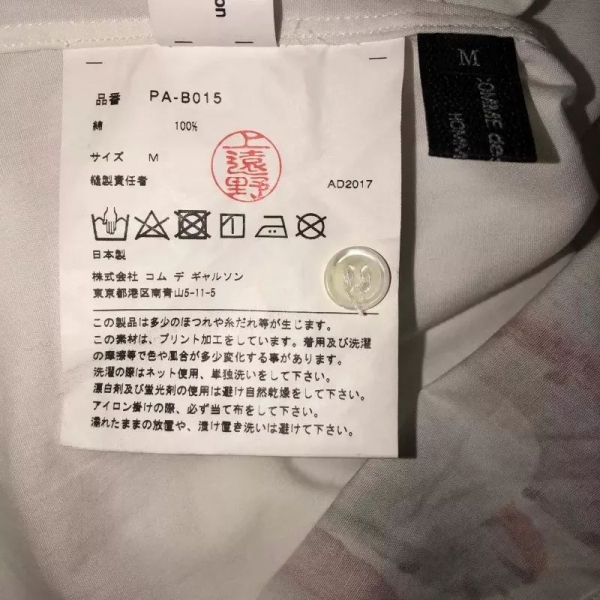 on
M
品番 PA-B015
綿 100%
サイズ M
縫製責任者
上遠野
AD2017
日本製
株式会社 コム デ ギャルソン
東京都港区南青山5-11-5
この製品は多少のほつれや糸だれ等が生じます。
この素材は、プリント加工をしています。着用及び洗濯
の摩擦等で色や風合が多少変化する事があります。
洗濯の際はネット使用、単独洗いをして下さい。
漂白剤及び蛍光剤の使用は避け自然乾燥をして下さい。
アイロン掛けの際、必ず当て布をして下さい。
濡れたままの放置や、漬け置き洗いは避けて下さい。